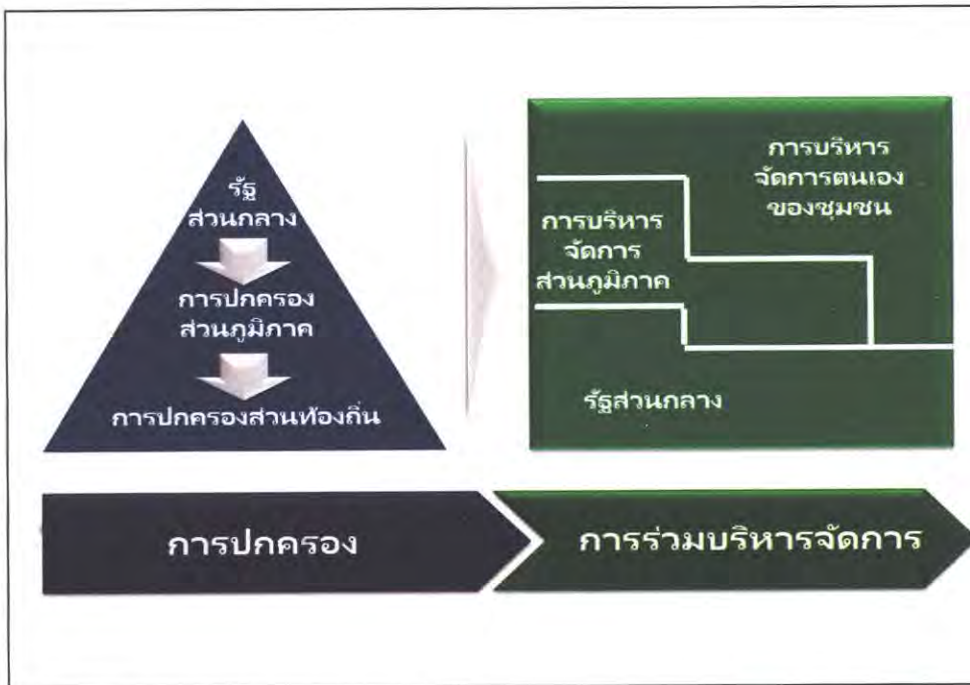 รัฐ
ส่วนกลาง
การปกครอง
ส่วนภูมิภาค
การปกครองส่วนท้องถิ่น
การบริหาร
จัดการตนเอง
ของชุมชน
การบริหาร
จัดการ
ส่วนภูมิภาค
รัฐส่วนกลาง
การปกครอง
การร่วมบริหารจัดการ